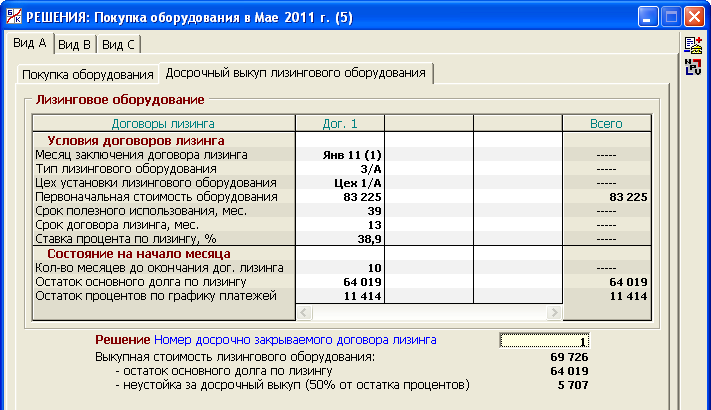 РЕШЕНИЯ: Покупка оборудования в Мае 2011 г. (5)
Вид A Вид B Вид C
Покупка оборудования Досрочный выкуп лизингового оборудования
Лизинговое оборудование
Договоры лизинга Дог. 1 Всего
Условия договоров лизинга
Месяц заключения договора лизинга Янв 11 (1) -----
Тип лизингового оборудования 3/А -----
Цех установки лизингового оборудования Цех 1/А -----
Первоначальная стоимость оборудования 83 225 83 225
Срок полезного использования, мес. 39 -----
Срок договора лизинга, мес. 13 -----
Ставка процента по лизингу, % 38,9 -----
Состояние на начало месяца
Кол-во месяцев до окончания дог. лизинга 10 -----
Остаток основного долга по лизингу 64 019 64 019
Остаток процентов по графику платежей 11 414 11 414
Решение Номер досрочно закрываемого договора лизинга 1
Выкупная стоимость лизингового оборудования: 69 726
- остаток основного долга по лизингу 64 019
- неустойка за досрочный выкуп (50% от остатка процентов) 5 707